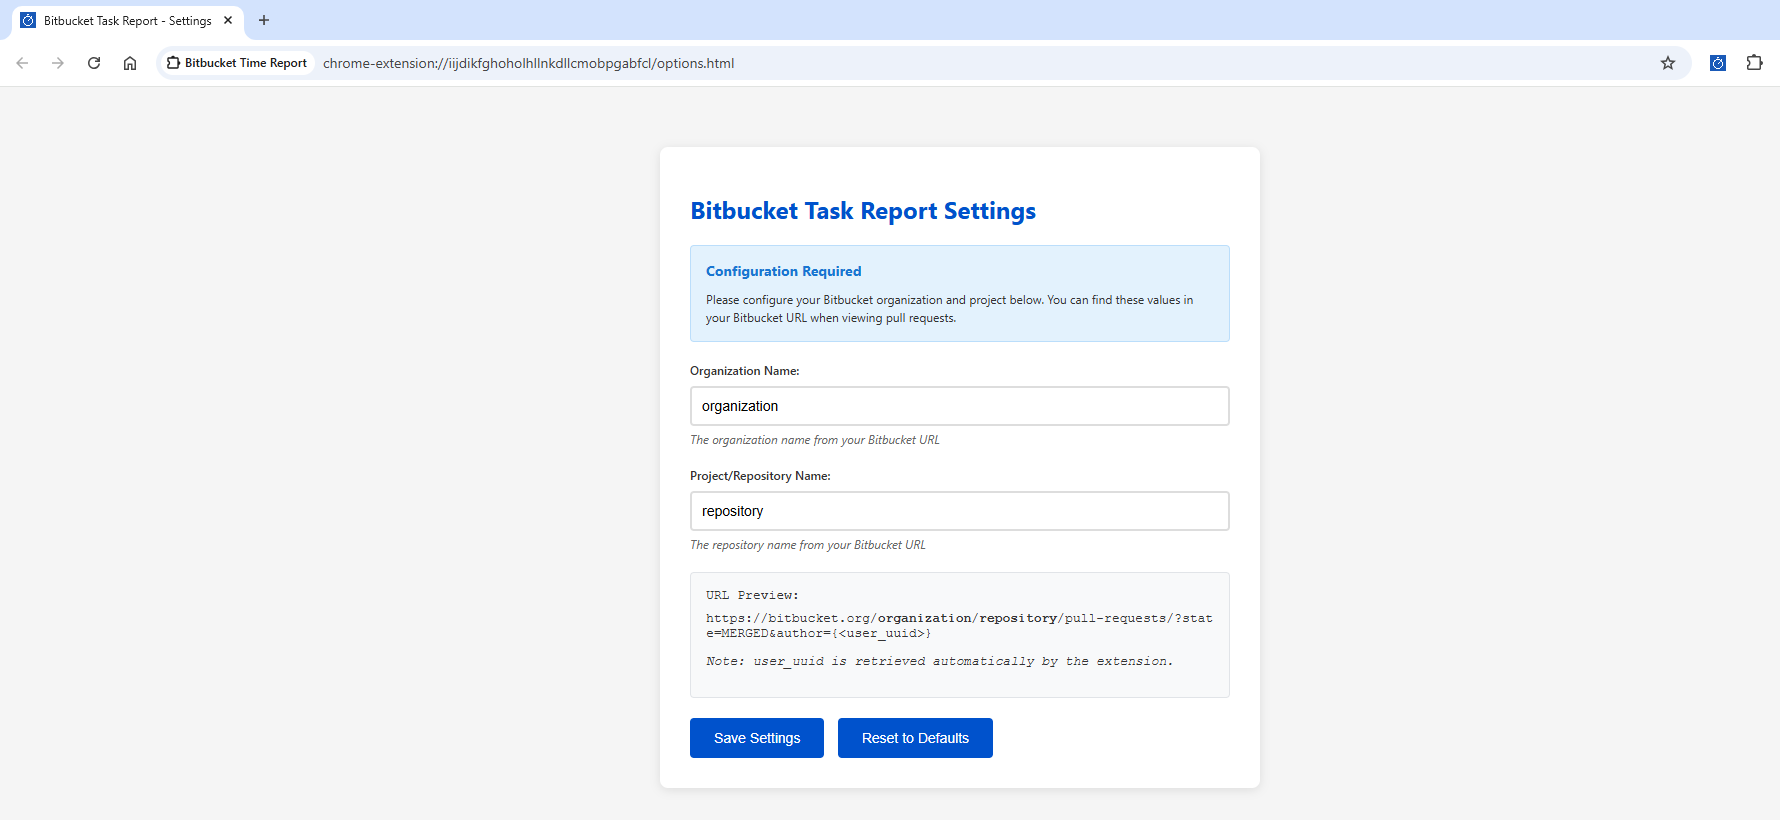 Bitbucket Task Report - Settings
Bitbucket Time Report
chrome-extension://iijdikfghoholhllnkdllcmobpgabfcl/options.html
Bitbucket Task Report Settings
Configuration Required
Please configure your Bitbucket organization and project below. You can find these values in
your Bitbucket URL when viewing pull requests.
Organization Name:
organization
The organization name from your Bitbucket URL
Project/Repository Name:
repository
The repository name from your Bitbucket URL
URL Preview:
https://bitbucket.org/organization/repository/pull-requests/?stat
e=MERGED&author={<user_uuid>}
Note: user_uuid is retrieved automatically by the extension.
Save Settings
Reset to Defaults